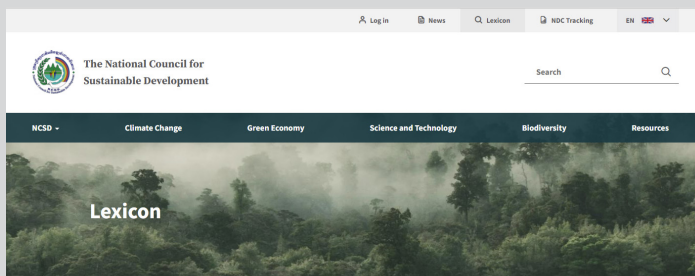 Log in
News
Lexicon
NDC Tracking
EN
The National Council for
Sustainable Development
Search
NCSD
Climate Change
Green Economy
Science and Technology
Biodiversity
Resources
Lexicon